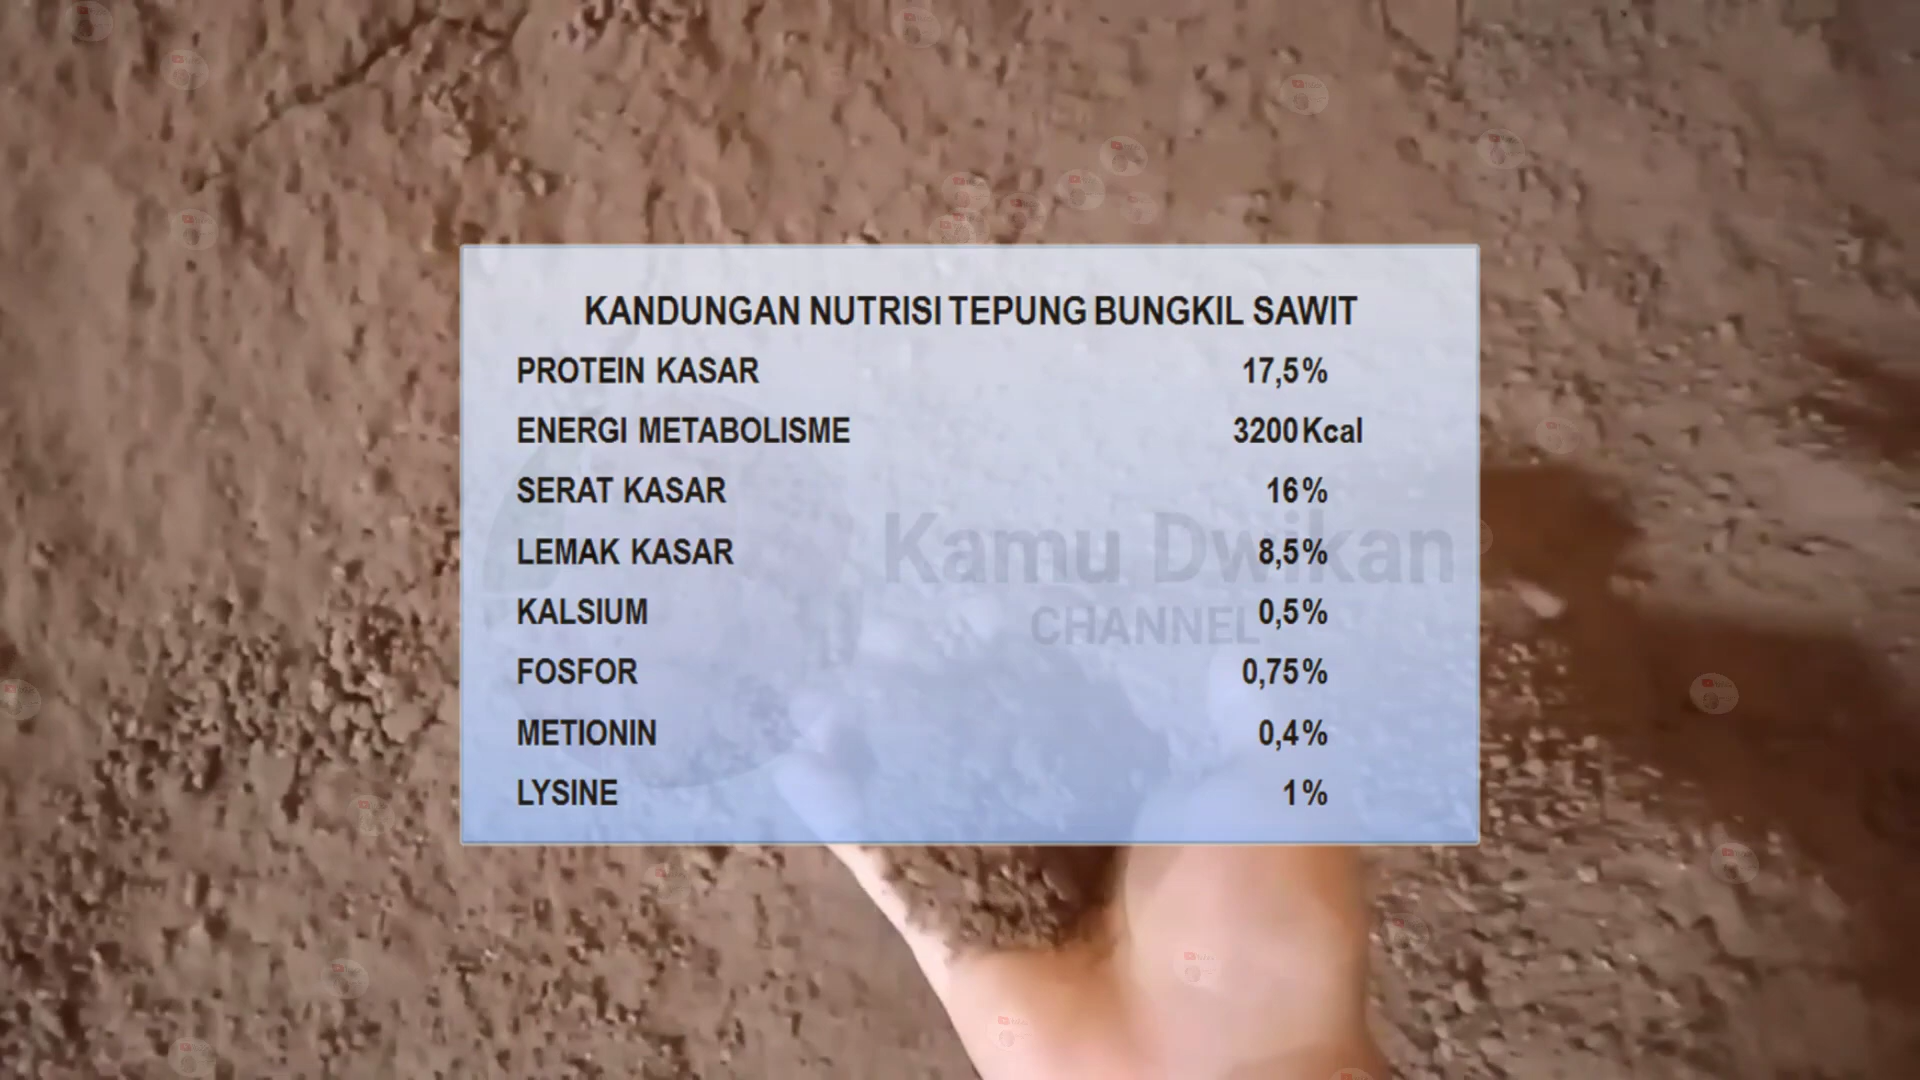 KANDUNGAN NUTRISI TEPUNG BUNGKIL SAWIT
PROTEIN KASAR 17,5%
ENERGI METABOLISME 3200 Kcal
SERAT KASAR 16%
LEMAK KASAR 8,5%
Kamu Dwikan
CHANNEL
KALSIUM 0,5%
FOSFOR 0,75%
METIONIN 0,4%
LYSINE 1%